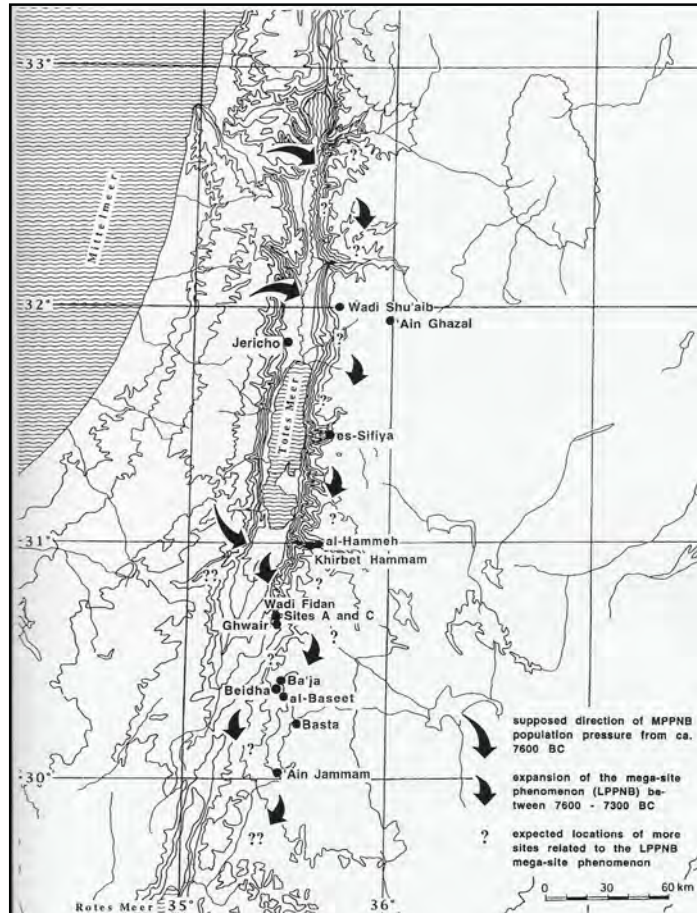 33°
Mittelmeer
?
?
?
32°
Wadi Shu'aib
'Ain Ghazal
Jericho
?
Totes Meer
?
es-Sifiya
?
31°
al-Hammeh
Khirbet Hammam
??
?
Wadi Fidan
Sites A and C
Ghwair
?
?
Ba'ja
Beidha
al-Baseet
Basta
?
30°
'Ain Jammam
??
supposed direction of MPPNB
population pressure from ca.
7600 BC
expansion of the mega-site
phenomenon (LPPNB) be-
tween 7600 - 7300 BC
? expected locations of more
sites related to the LPPNB
mega-site phenomenon
Rotes Meer
35°
36°
0 30 60 km